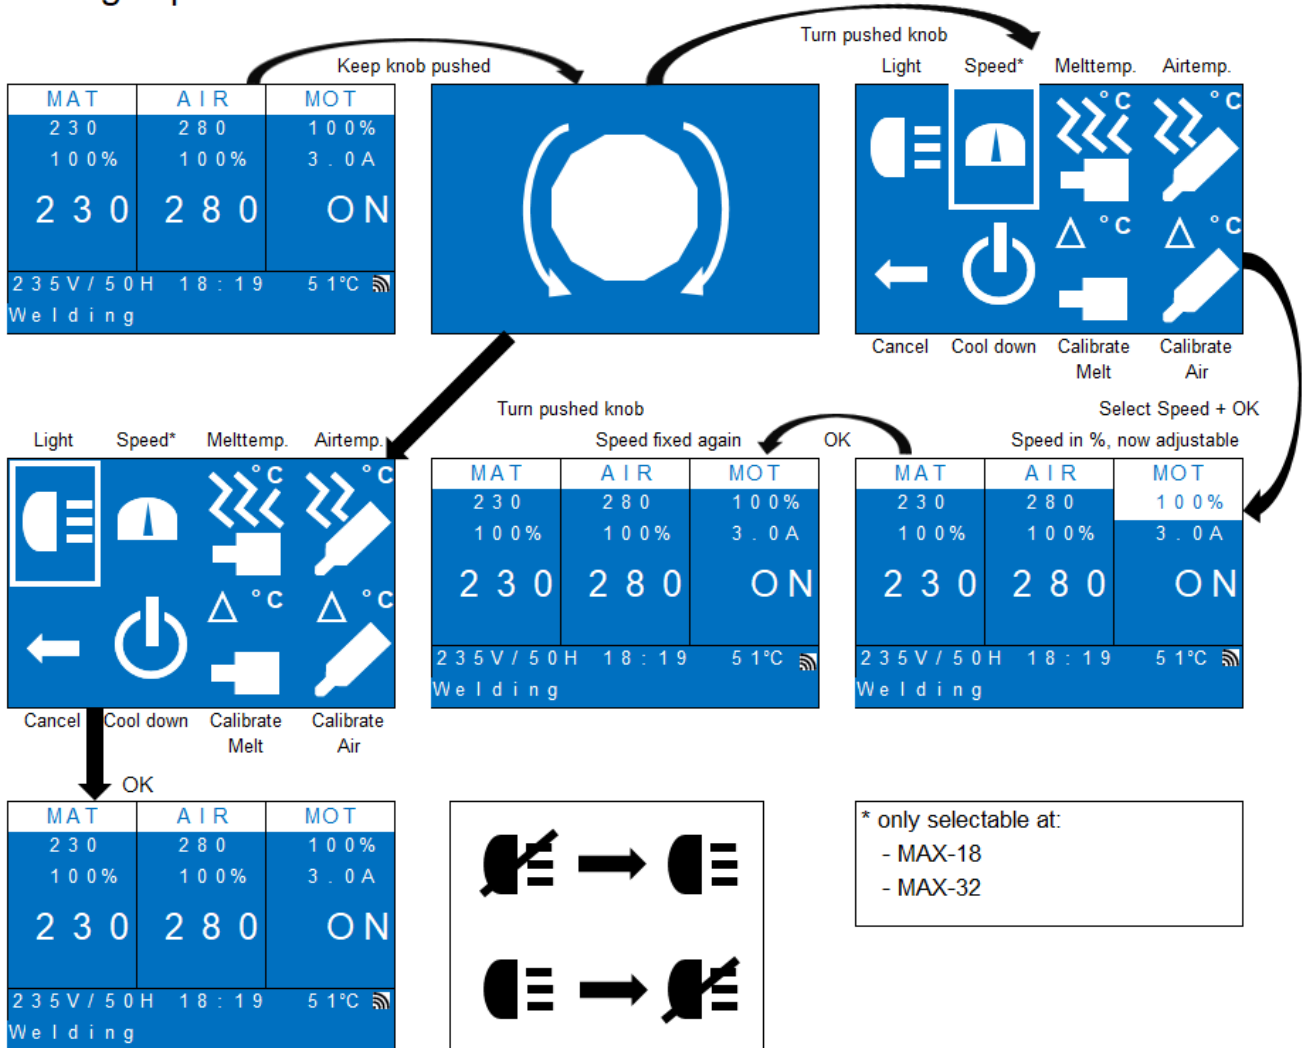 Turn pushed knob
Keep knob pushed
Light Speed* Melttemp. Airtemp.
MAT AIR MOT
230 280 100%
100% 100% 3.0A
230 280 ON
235V/50H 18:19 51°C
Welding
°C °C
Δ °C Δ °C
Cancel Cool down Calibrate Melt Calibrate Air
Turn pushed knob
Select Speed + OK
Light Speed* Melttemp. Airtemp.
Speed fixed again OK Speed in %, now adjustable
°C °C
Δ °C Δ °C
MAT AIR MOT
230 280 100%
100% 100% 3.0A
230 280 ON
235V/50H 18:19 51°C
Welding
MAT AIR MOT
230 280 100%
100% 100% 3.0A
230 280 ON
235V/50H 18:19 51°C
Welding
Cancel Cool down Calibrate Melt Calibrate Air
OK
MAT AIR MOT
230 280 100%
100% 100% 3.0A
230 280 ON
235V/50H 18:19 51°C
Welding
* only selectable at:
- MAX-18
- MAX-32